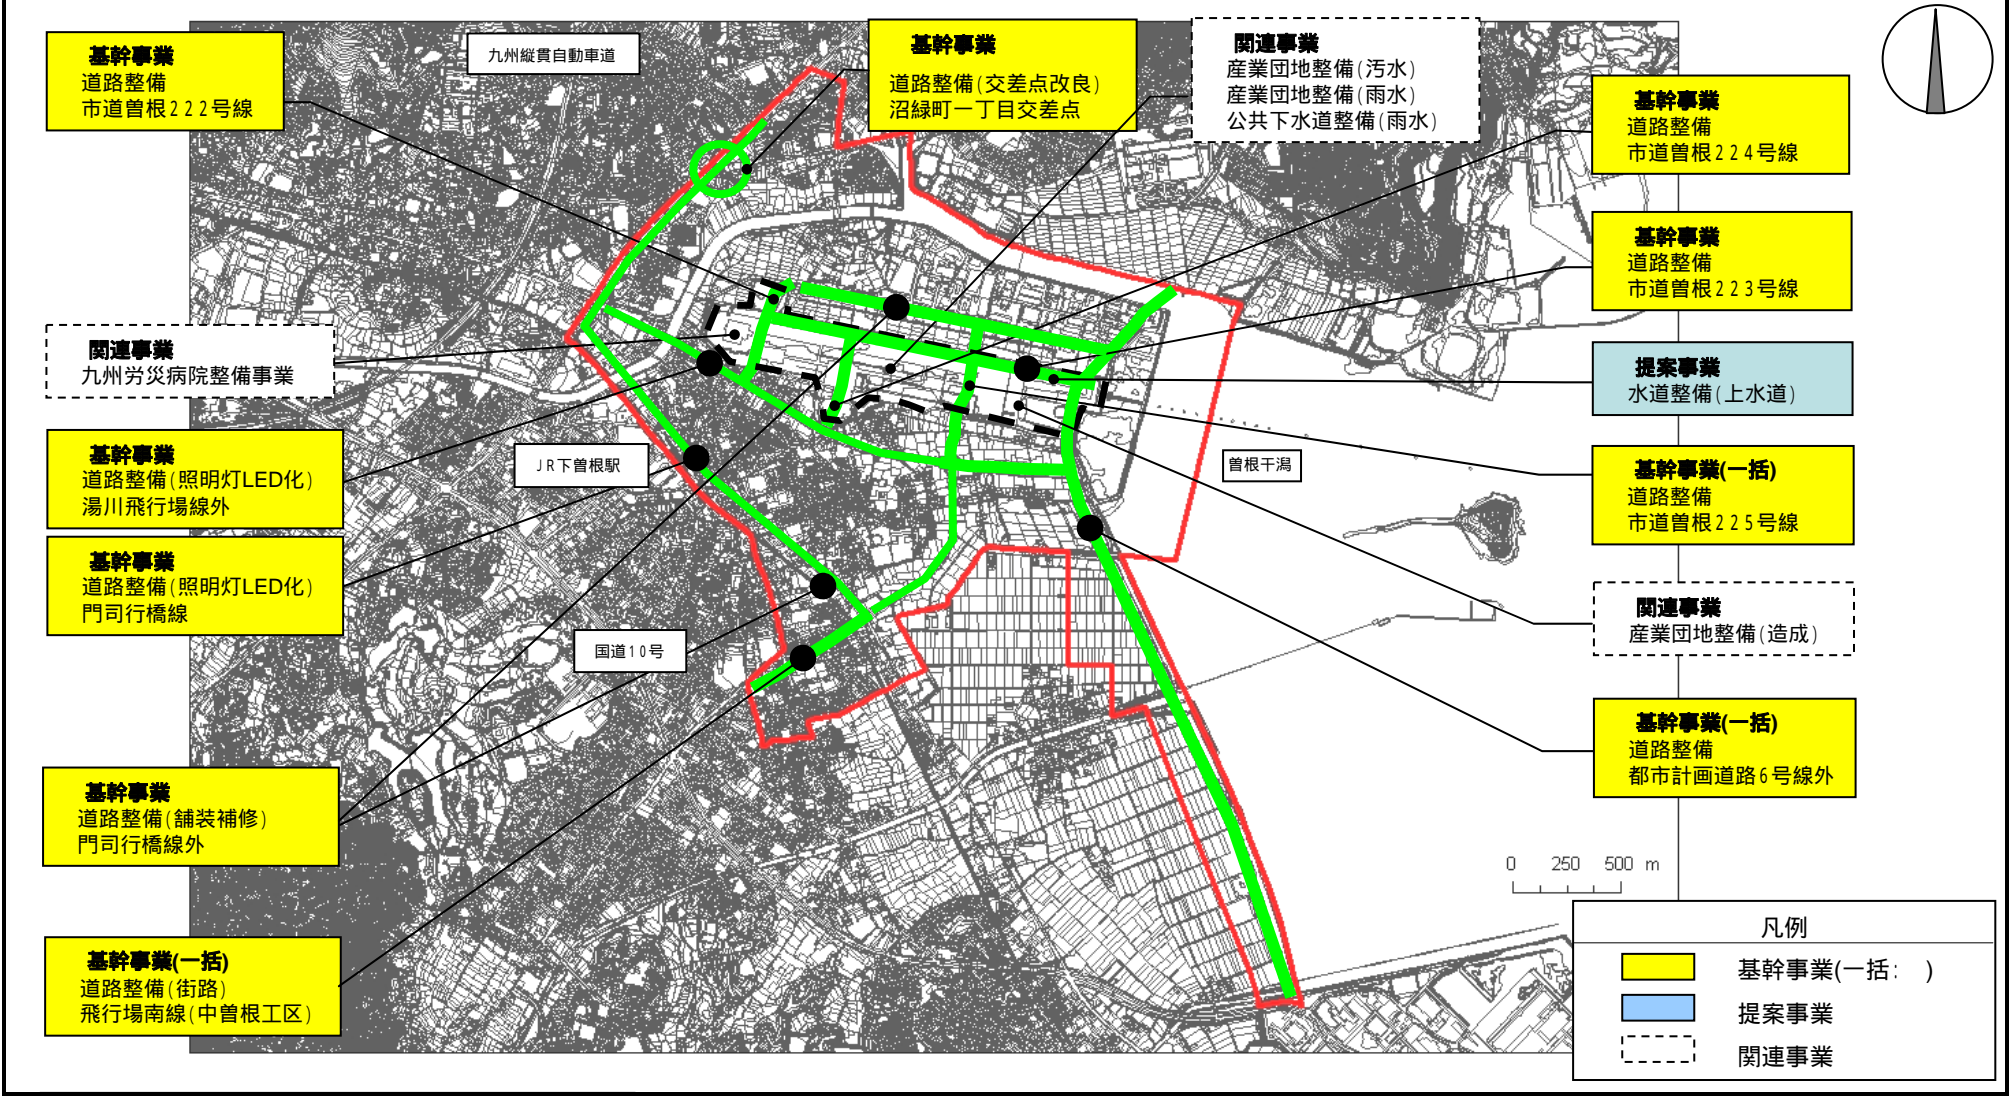 基幹事業
道路整備
市道曽根222号線
九州縦貫自動車道
基幹事業
道路整備(交差点改良)
沼緑町一丁目交差点
関連事業
産業団地整備(汚水)
産業団地整備(雨水)
公共下水道整備(雨水)
基幹事業
道路整備
市道曽根224号線
基幹事業
道路整備
市道曽根223号線
関連事業
九州労災病院整備事業
提案事業
水道整備(上水道)
基幹事業
道路整備(照明灯LED化)
湯川飛行場線外
JR下曽根駅
曽根干潟
基幹事業(一括)
道路整備
市道曽根225号線
基幹事業
道路整備(照明灯LED化)
門司行橋線
関連事業
産業団地整備(造成)
国道10号
基幹事業(一括)
道路整備
都市計画道路6号線外
基幹事業
道路整備(舗装補修)
門司行橋線外
0 250 500 m
基幹事業(一括)
道路整備(街路)
飛行場南線(中曽根工区)
凡例
基幹事業(一括: )
提案事業
関連事業